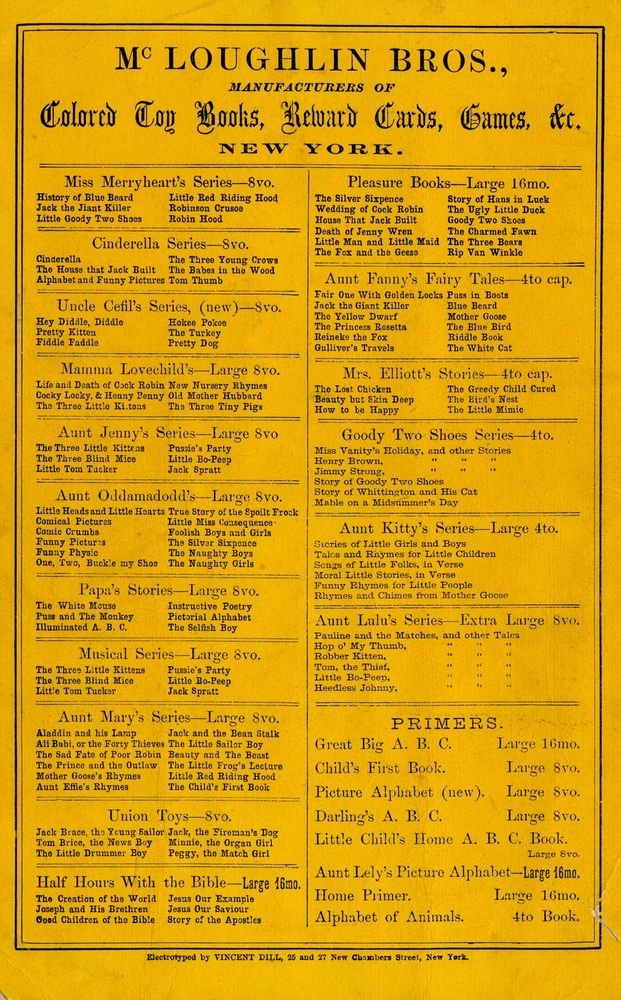 Mc LOUGHLIN BROS.,
MANUFACTURERS OF
Colored Toy Books, Reward Cards, Games, &c.
NEW YORK.
Miss Merryheart's Series—8vo.
History of Blue Beard Little Red Riding Hood
Jack the Jiant Killer Robinson Crusoe
Little Goody Two Shoes Robin Hood
Cinderella Series—8vo.
Cinderella The Three Young Crows
The House that Jack Built The Babes in the Wood
Alphabet and Funny Pictures Tom Thumb
Uncle Cefil's Series, (new)—8vo.
Hey Diddle, Diddle Hokee Pokee
Pretty Kitten The Turkey
Fiddle Faddle Pretty Dog
Mamma Lovechild's—Large 8vo.
Life and Death of Cock Robin New Nursery Rhymes
Cocky Locky, & Henny Penny Old Mother Hubbard
The Three Little Kittens The Three Tiny Pigs
Aunt Jenny's Series—Large 8vo
The Three Little Kittens Pussie's Party
The Three Blind Mice Little Bo-Peep
Little Tom Tucker Jack Spratt
Aunt Oddamadodd's—Large 8vo.
Little Heads and Little Hearts True Story of the Spoilt Frock
Comical Pictures Little Miss Consequence
Comic Crumbs Foolish Boys and Girls
Funny Pictures The Silver Sixpence
Funny Physic The Naughty Boys
One, Two, Buckle my Shoe The Naughty Girls
Papa's Stories—Large 8vo.
The White Mouse Instructive Poetry
Puss and The Monkey Pictorial Alphabet
Illuminated A. B. C. The Selfish Boy
Musical Series—Large 8vo.
The Three Little Kittens Pussie's Party
The Three Blind Mice Little Bo-Peep
Little Tom Tucker Jack Spratt
Aunt Mary's Series—Large 8vo.
Aladdin and his Lamp Jack and the Bean Stalk
Ali Babi, or the Forty Thieves The Little Sailor Boy
The Sad Fate of Poor Robin Beauty and The Beast
The Prince and the Outlaw The Little Frog's Lecture
Mother Goose's Rhymes Little Red Riding Hood
Aunt Effie's Rhymes The Child's First Book
Union Toys—8vo.
Jack Brace, the Young Sailor Jack, the Fireman's Dog
Tom Brice, the News Boy Minnie, the Organ Girl
The Little Drummer Boy Peggy, the Match Girl
Half Hours With the Bible—Large 16mo.
The Creation of the World Jesus Our Example
Joseph and His Brethren Jesus Our Saviour
Good Children of the Bible Story of the Apostles
Pleasure Books—Large 16mo.
The Silver Sixpence Story of Hans in Luck
Wedding of Cock Robin The Ugly Little Duck
House That Jack Built Goody Two Shoes
Death of Jenny Wren The Charmed Fawn
Little Man and Little Maid The Three Bears
The Fox and the Geese Rip Van Winkle
Aunt Fanny's Fairy Tales—4to cap.
Fair One With Golden Locks Puss in Boots
Jack the Giant Killer Blue Beard
The Yellow Dwarf Mother Goose
The Princess Rosetta The Blue Bird
Reineke the Fox Riddle Book
Gulliver's Travels The White Cat
Mrs. Elliott's Stories—4to cap.
The Lost Chicken The Greedy Child Cured
Beauty but Skin Deep The Bird's Nest
How to be Happy The Little Mimic
Goody Two Shoes Series—4to.
Miss Vanity's Holiday, and other Stories
Henry Brown, " " "
Jimmy Strong, " " "
Story of Goody Two Shoes
Story of Whittington and His Cat
Mable on a Midsummer's Day
Aunt Kitty's Series—Large 4to.
Stories of Little Girls and Boys
Tales and Rhymes for Little Children
Songs of Little Folks, in Verse
Moral Little Stories, in Verse
Funny Rhymes for Little People
Rhymes and Chimes from Mother Goose
Aunt Lulu's Series—Extra Large 8vo.
Pauline and the Matches, and other Tales
Hop o' My Thumb, " " "
Robber Kitten, " " "
Tom, the Thief, " " "
Little Bo-Peep, " " "
Heedless Johnny, " " "
PRIMERS.
Great Big A. B. C. Large 16mo.
Child's First Book. Large 8vo.
Picture Alphabet (new). Large 8vo.
Darling's A. B. C. Large 8vo.
Little Child's Home A. B. C. Book.
Large 8vo.
Aunt Lely's Picture Alphabet—Large 16mo.
Home Primer. Large 16mo.
Alphabet of Animals. 4to Book.
Electrotyped by VINCENT DILL, 25 and 27 New Chambers Street, New York.